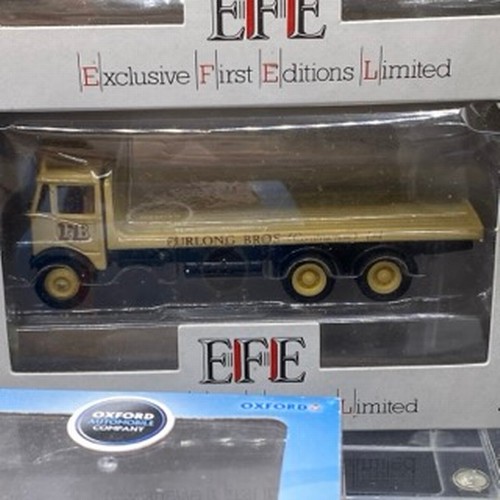 EFE
Exclusive First Editions Limited
FB
FURLONG BROS.
EFE
Limited
OXFORD
OXFORD
AUTOMOBILE
COMPANY